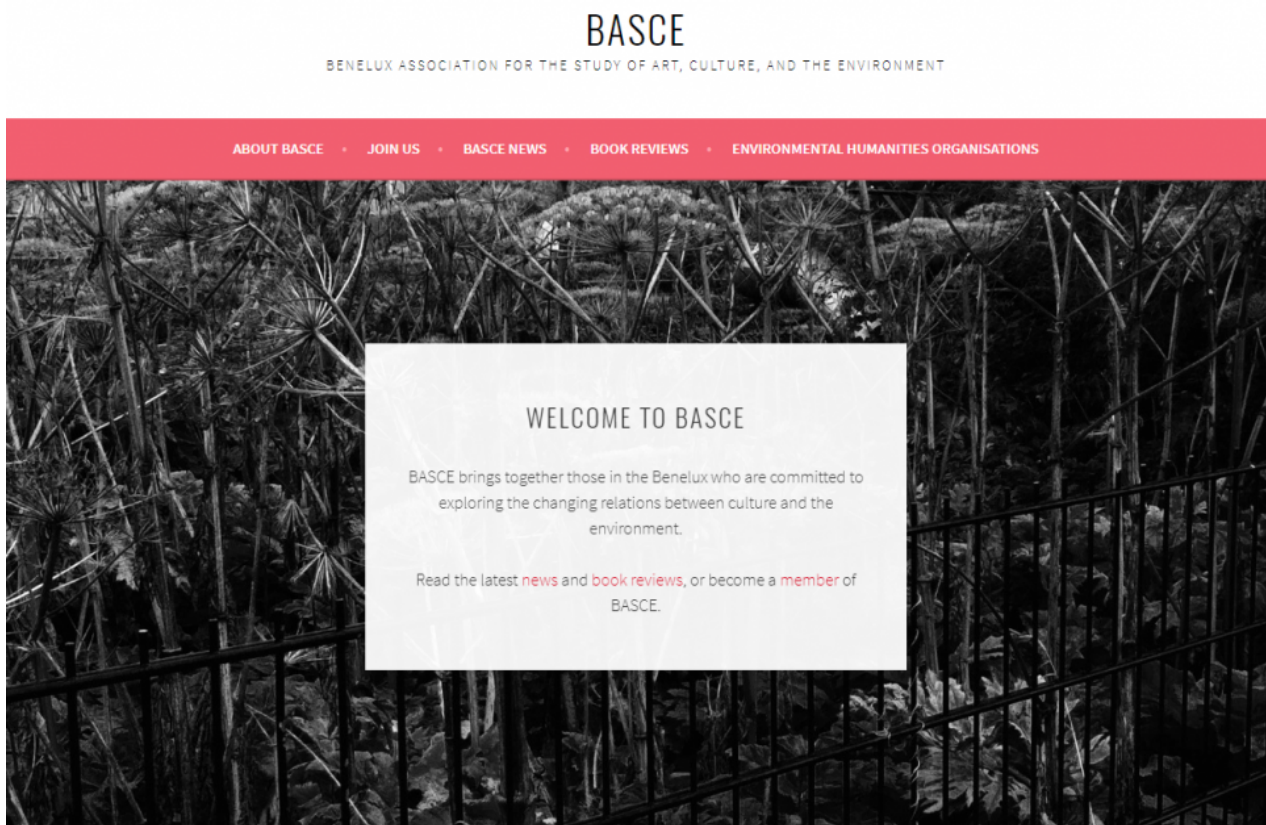 BASCE
BENELUX ASSOCIATION FOR THE STUDY OF ART, CULTURE, AND THE ENVIRONMENT
ABOUT BASCE • JOIN US • BASCE NEWS • BOOK REVIEWS • ENVIRONMENTAL HUMANITIES ORGANISATIONS
WELCOME TO BASCE
BASCE brings together those in the Benelux who are committed to
exploring the changing relations between culture and the
environment.
Read the latest news and book reviews, or become a member of
BASCE.